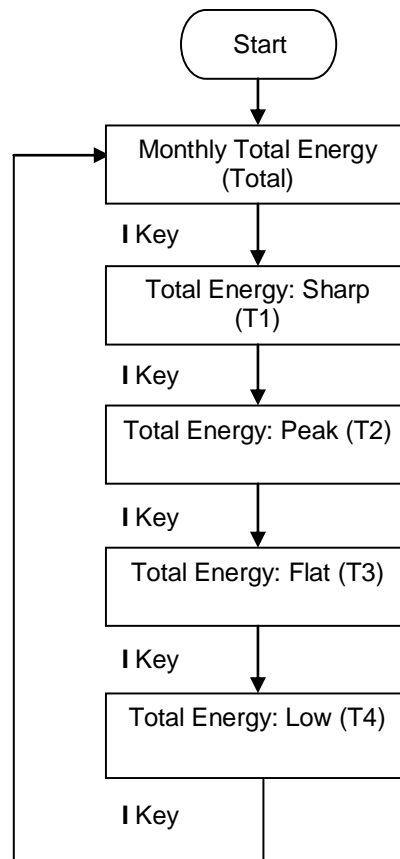 Start
Monthly Total Energy
(Total)
I Key
Total Energy: Sharp
(T1)
I Key
Total Energy: Peak (T2)
I Key
Total Energy: Flat (T3)
I Key
Total Energy: Low (T4)
I Key